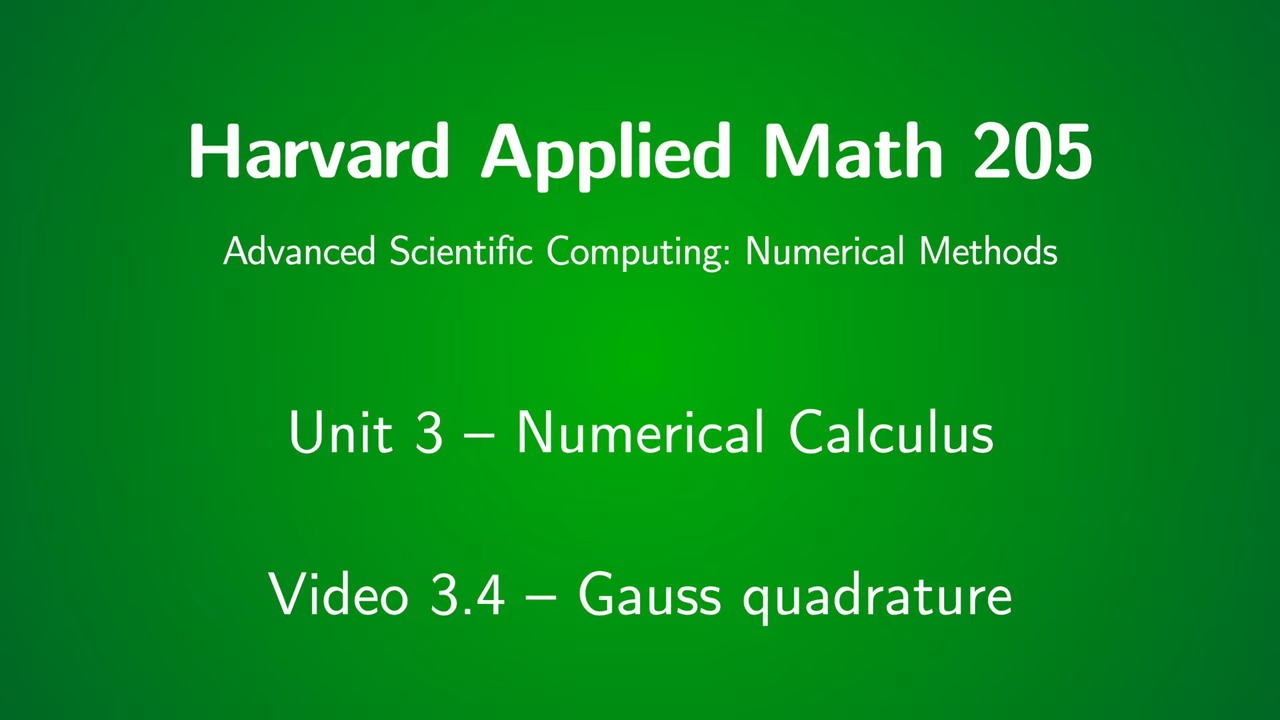 Harvard Applied Math 205
Advanced Scientific Computing: Numerical Methods
Unit 3 – Numerical Calculus
Video 3.4 – Gauss quadrature